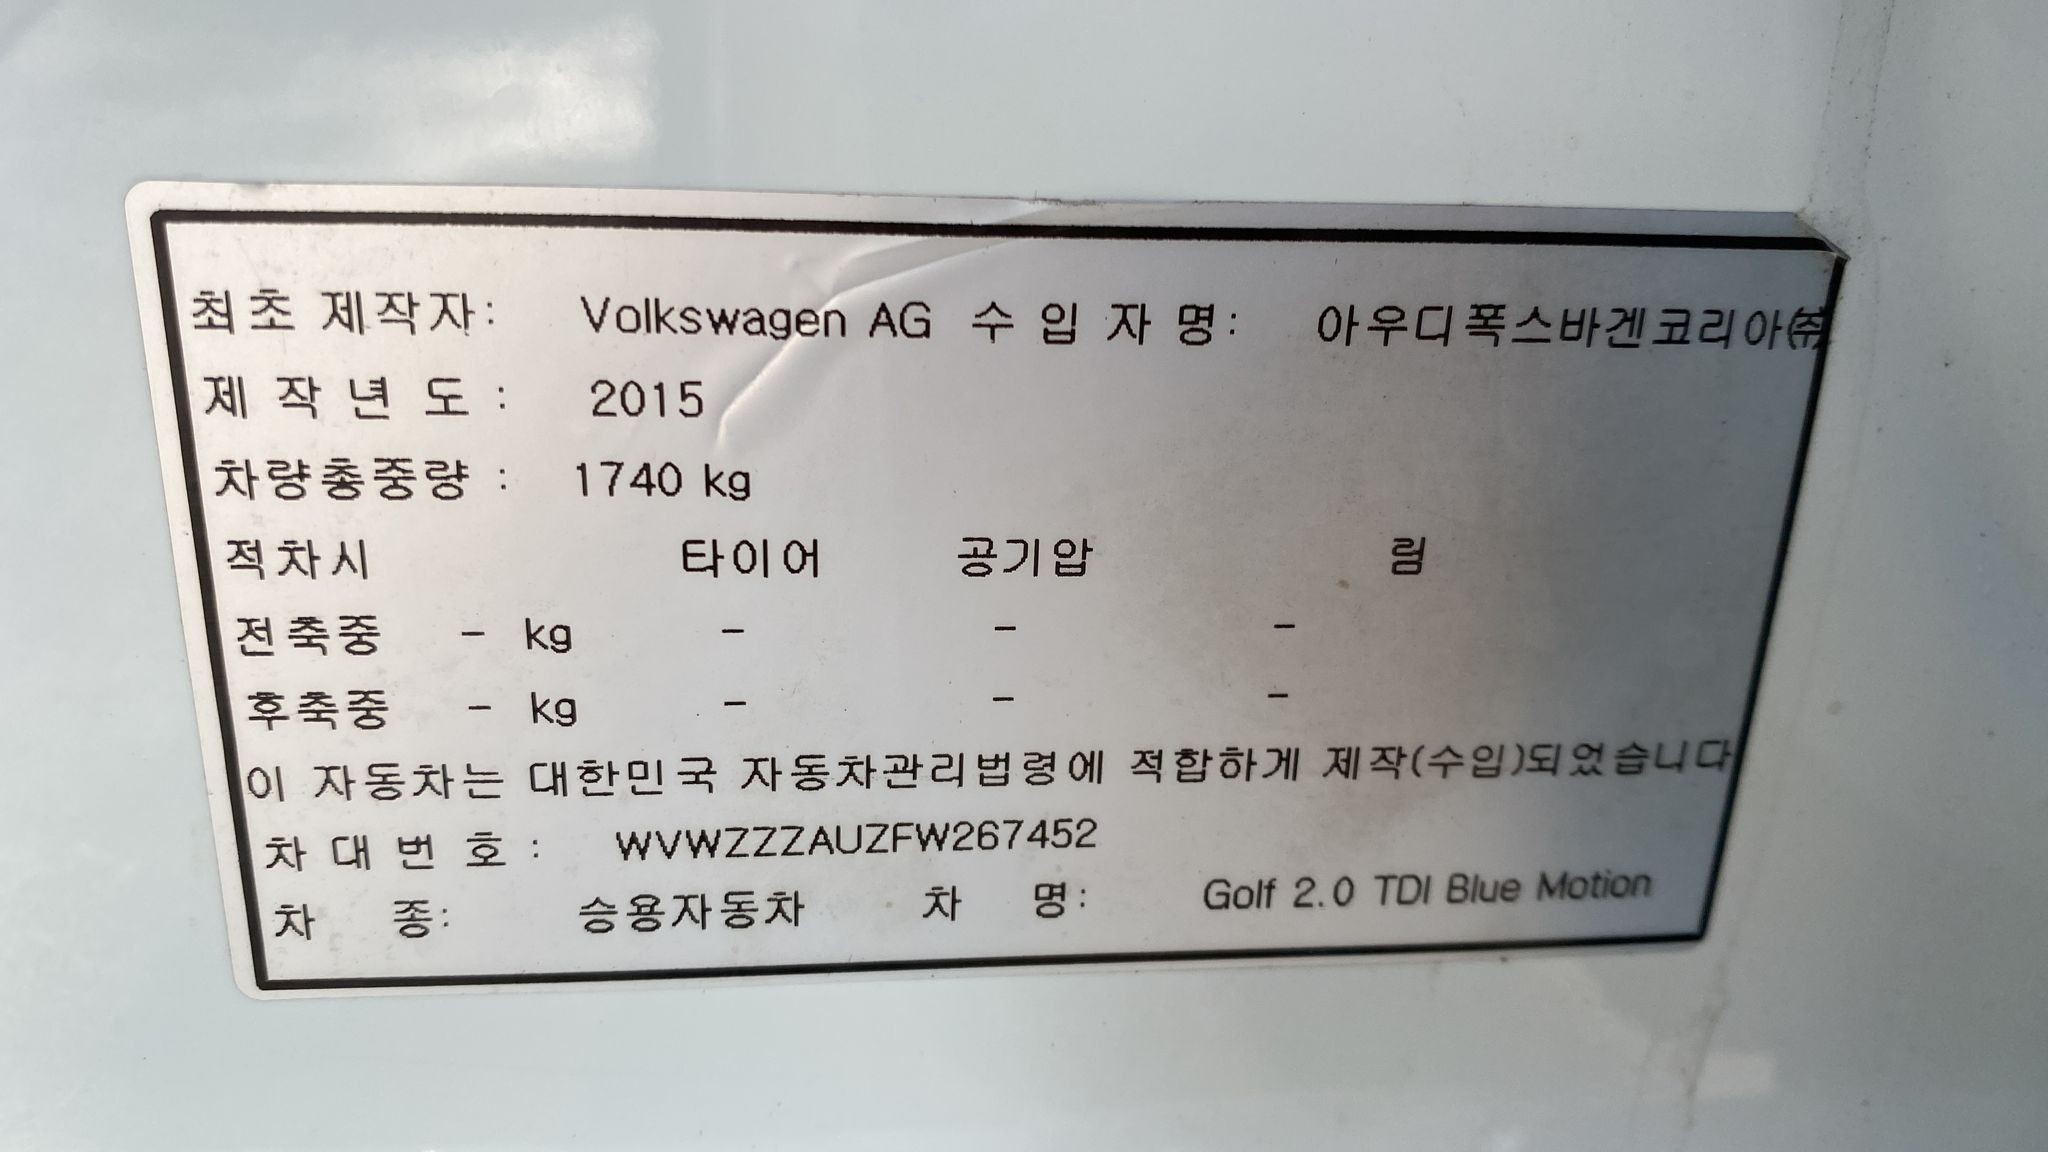 최초 제작자: Volkswagen AG 수 입 자 명: 아우디폭스바겐코리아㈜
제 작 년 도 : 2015
차량총중량 : 1740 kg
적차시 타이어 공기압 림
전축중 - kg - - -
후축중 - kg - - -
이 자동차는 대한민국 자동차관리법령에 적합하게 제작(수입)되었습니다
차 대 번 호 : WVWZZZAUZFW267452
차 종: 승용자동차 차 명: Golf 2.0 TDI Blue Motion